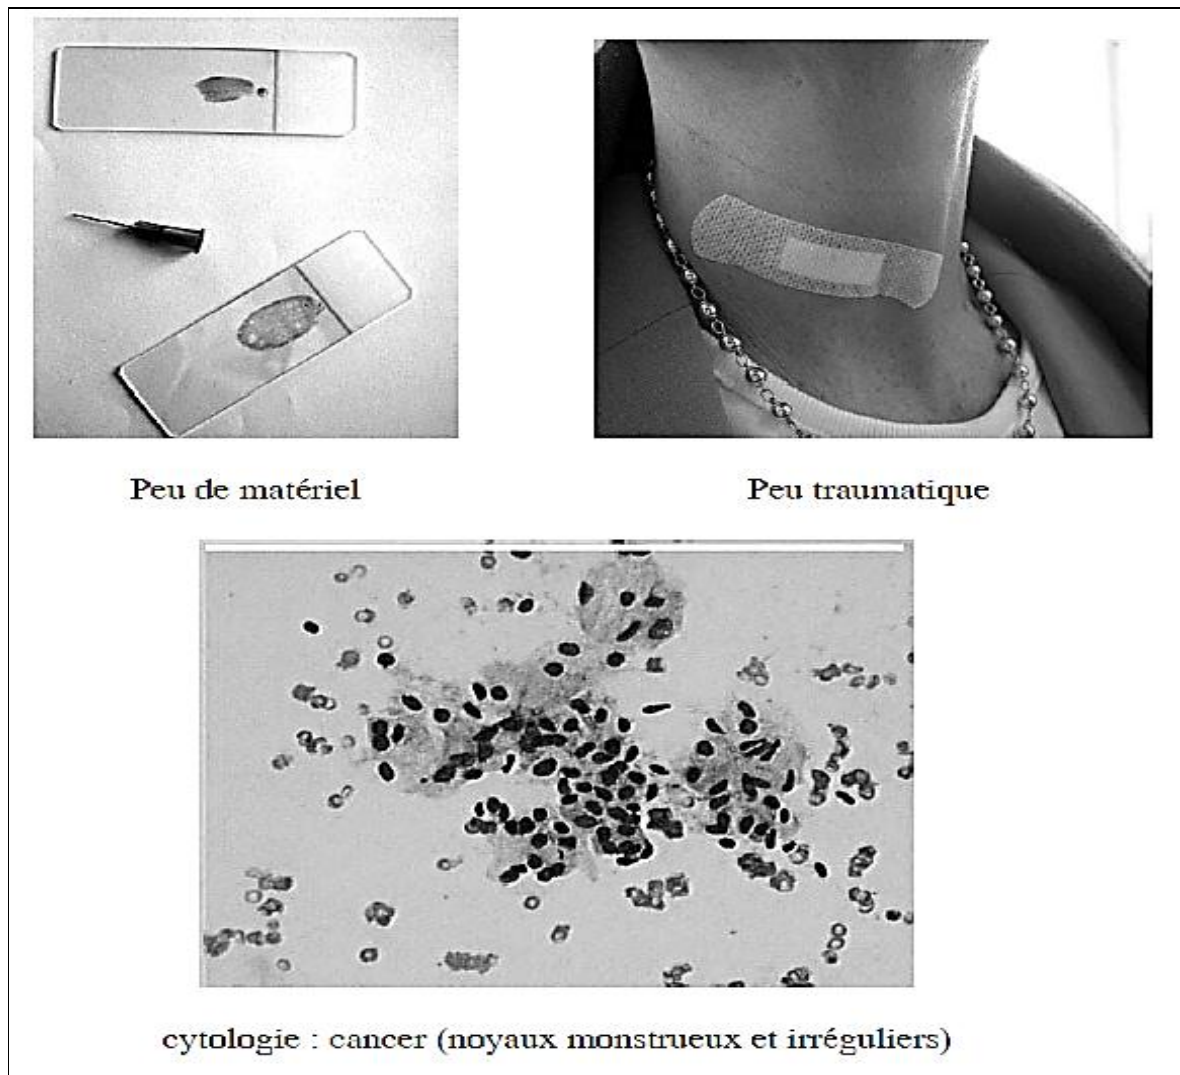 Peu de matériel
Peu traumatique
cytologie : cancer (noyaux monstrueux et irréguliers)